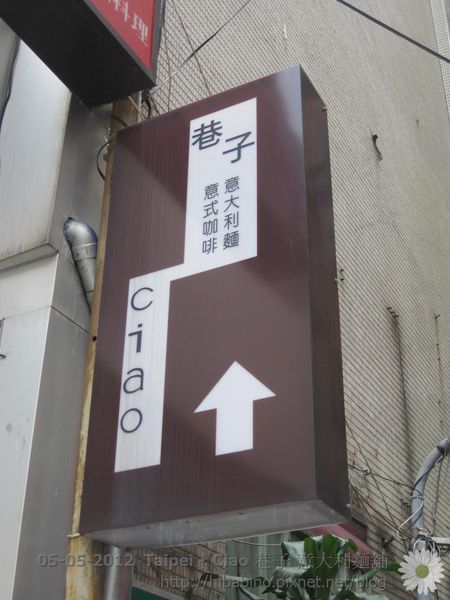 料理
巷子
意大利麵
意式咖啡
ciao
05-05-2012 Taipei - Ciao 巷子 意大利麵舖
http://hibabino.pixnet.net/blog